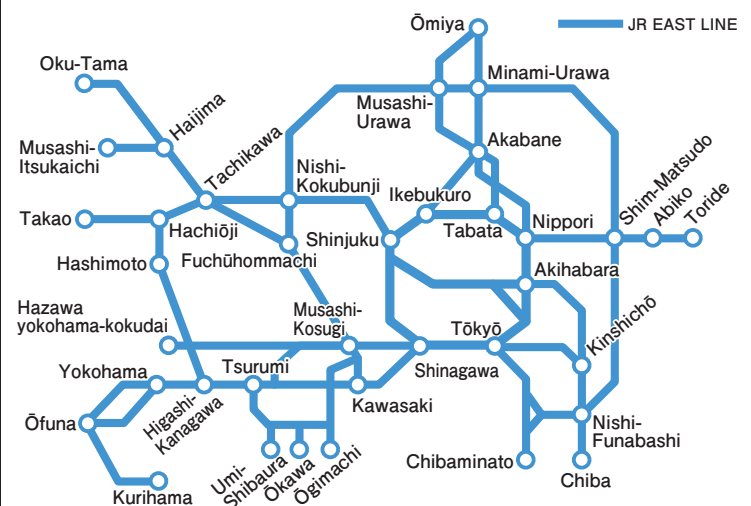 Ōmiya
JR EAST LINE
Oku-Tama
Minami-Urawa
Musashi-
Urawa
Haijima
Musashi-
Itsukaichi
Akabane
Tachikawa
Nishi-
Kokubunji
Ikebukuro
Shim-Matsudo
Abiko
Toride
Takao
Hachiōji
Shinjuku
Tabata
Nippori
Hashimoto
Fuchūhommachi
Akihabara
Hazawa
yokohama-kokudai
Musashi-
Kosugi
Tōkyō
Kinshichō
Yokohama
Tsurumi
Shinagawa
Ōfuna
Higashi-
Kanagawa
Kawasaki
Nishi-
Funabashi
Umi-
Shibaura
Ōkawa
Ōgimachi
Chibaminato
Chiba
Kurihama